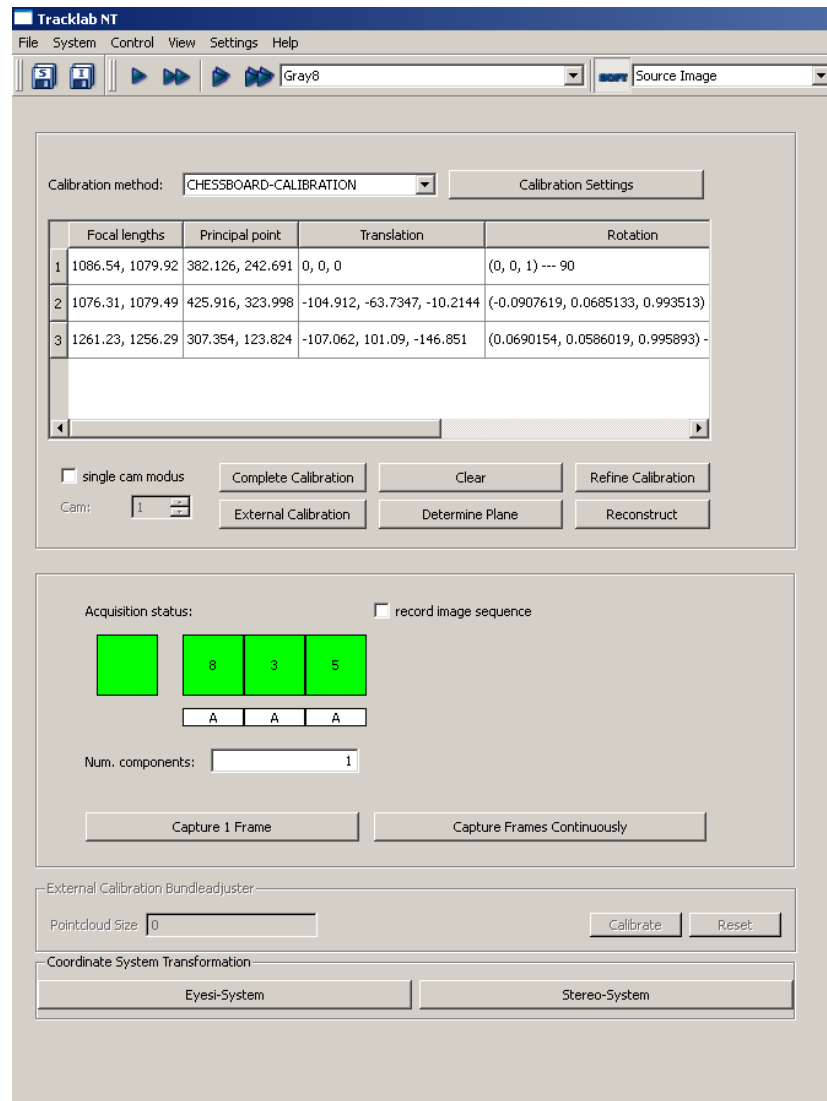 Tracklab NT
File System Control View Settings Help
S I Gray8 SOFT Source Image
Calibration method: CHESSBOARD-CALIBRATION Calibration Settings
Focal lengths Principal point Translation Rotation
1 1086.54, 1079.92 382.126, 242.691 0, 0, 0 (0, 0, 1) --- 90
2 1076.31, 1079.49 425.916, 323.998 -104.912, -63.7347, -10.2144 (-0.0907619, 0.0685133, 0.993513)
3 1261.23, 1256.29 307.354, 123.824 -107.062, 101.09, -146.851 (0.0690154, 0.0586019, 0.995893) -
single cam modus Complete Calibration Clear Refine Calibration
Cam: 1 External Calibration Determine Plane Reconstruct
Acquisition status: record image sequence
8 3 5
A A A
Num. components: 1
Capture 1 Frame Capture Frames Continuously
External Calibration Bundleadjuster
Pointcloud Size 0 Calibrate Reset
Coordinate System Transformation
Eyesi-System Stereo-System